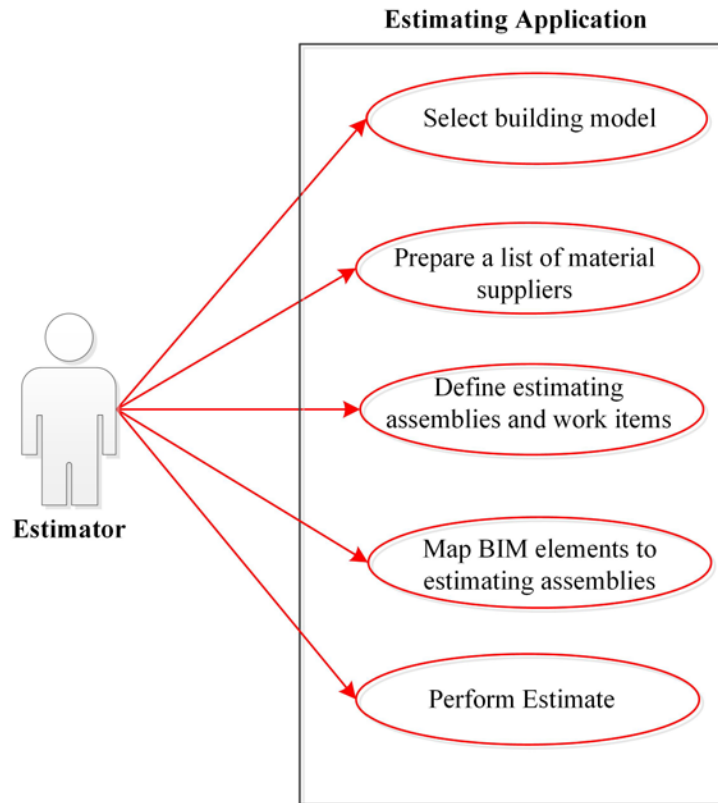 Estimating Application
Select building model
Prepare a list of material
suppliers
Define estimating
assemblies and work items
Estimator
Map BIM elements to
estimating assemblies
Perform Estimate